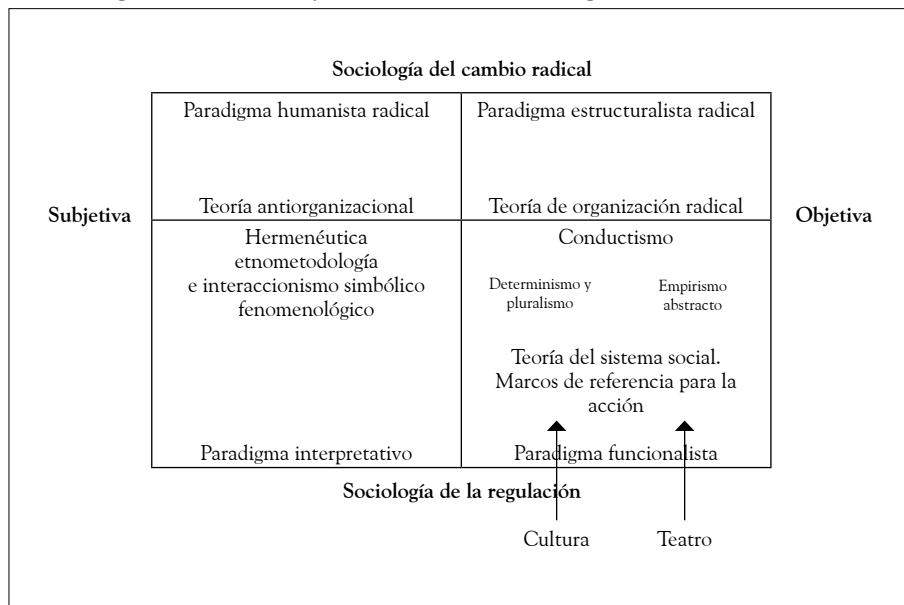 Sociología del cambio radical
Paradigma humanista radical
Paradigma estructuralista radical
Subjetiva
Teoría antiorganizacional
Teoría de organización radical
Objetiva
Hermenéutica
etnometodología
e interaccionismo simbólico
fenomenológico
Conductismo
Determinismo y
pluralismo
Empirismo
abstracto
Teoría del sistema social.
Marcos de referencia para la
acción
Paradigma interpretativo
Paradigma funcionalista
Sociología de la regulación
Cultura
Teatro